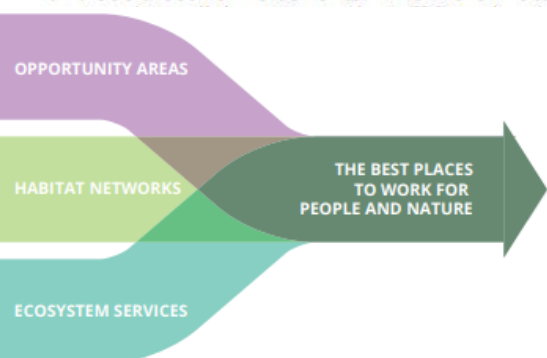 OPPORTUNITY AREAS
HABITAT NETWORKS
ECOSYSTEM SERVICES
THE BEST PLACES
TO WORK FOR
PEOPLE AND NATURE